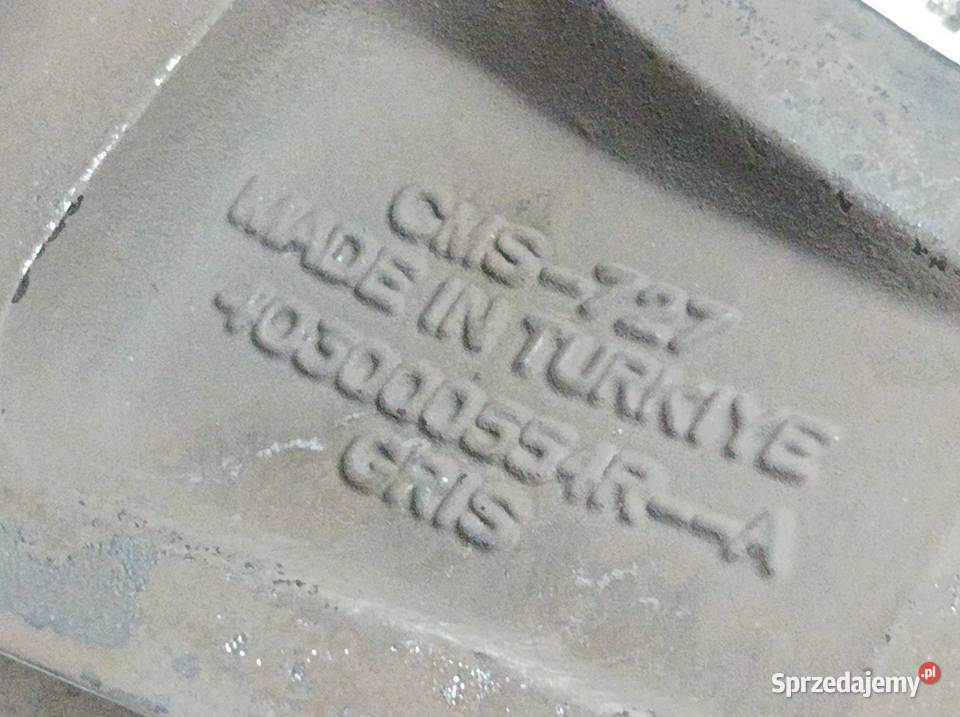 CMS-727
MADE IN TURKIYE
403000554R--A
GRIS
Sprzedajemy.pl